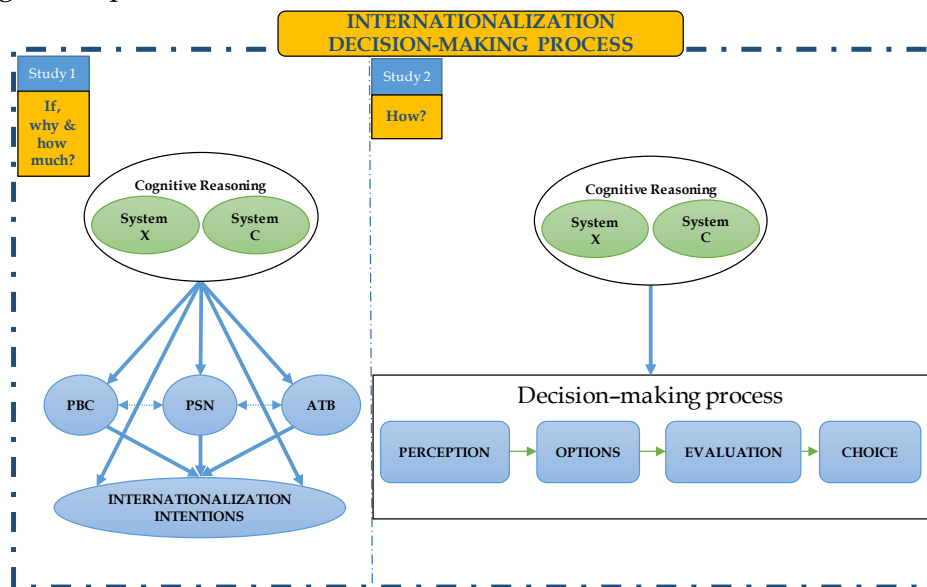 INTERNATIONALIZATION
DECISION-MAKING PROCESS
Study 1
If,
why &
how
much?
Cognitive Reasoning
System
X
System
C
PBC
PSN
ATB
INTERNATIONALIZATION
INTENTIONS
Study 2
How?
Cognitive Reasoning
System
X
System
C
Decision–making process
PERCEPTION
OPTIONS
EVALUATION
CHOICE